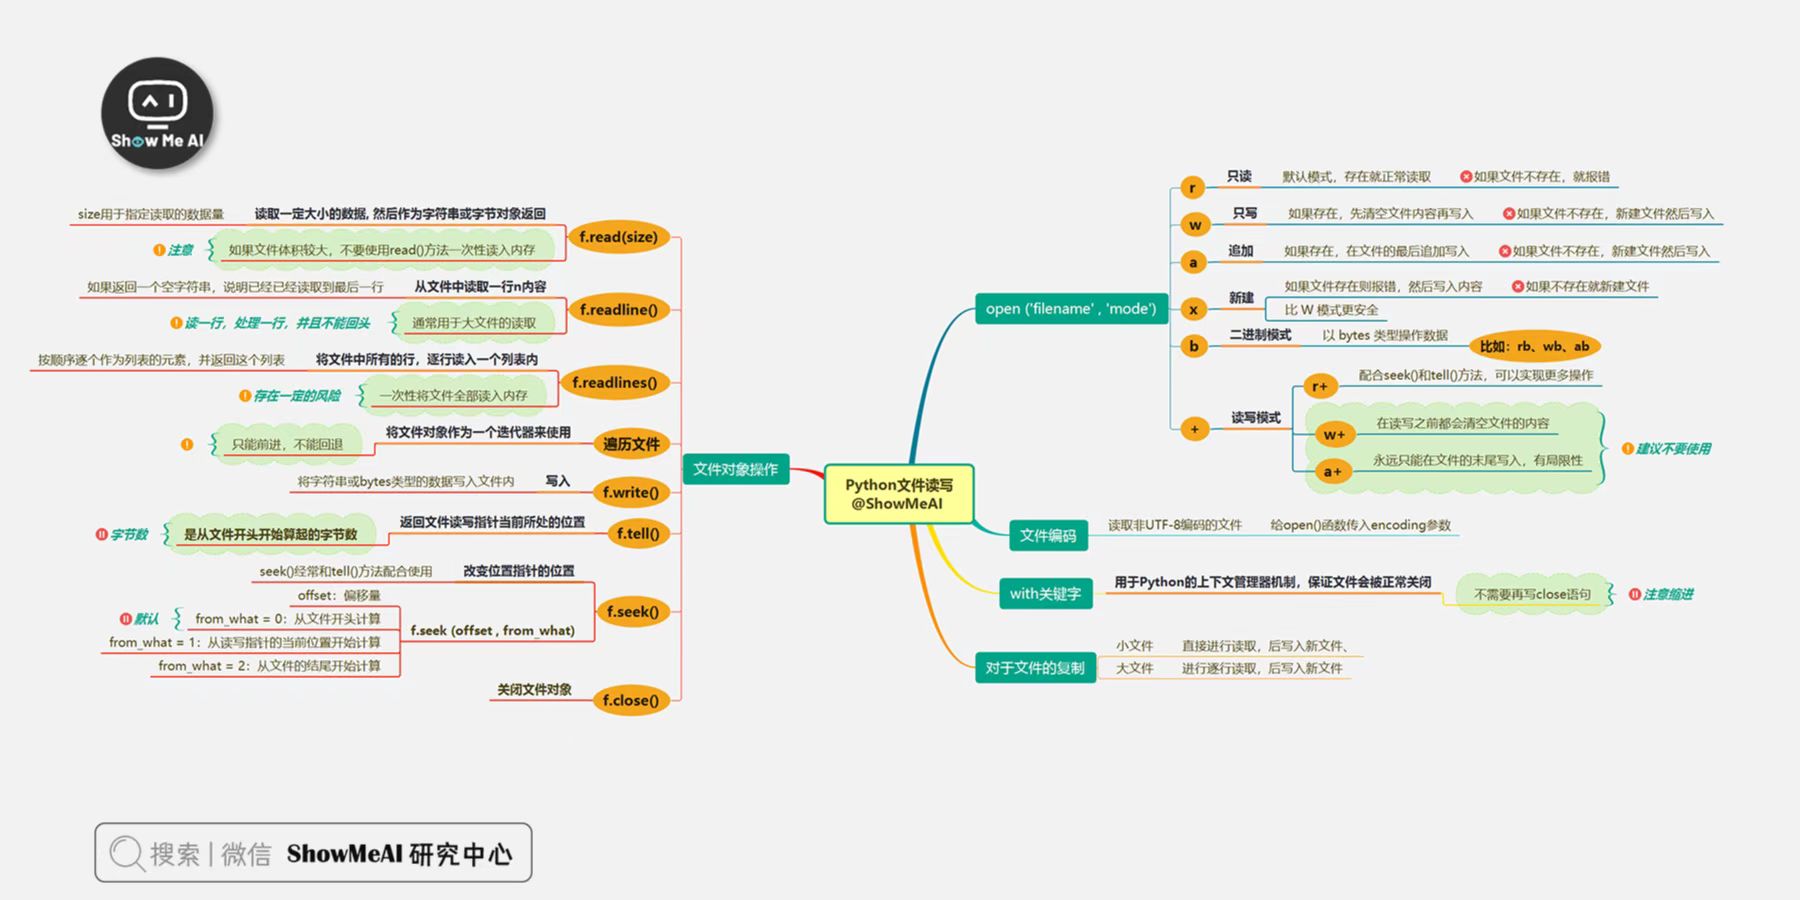 Show Me AI
size用于指定读取的数据量 读取一定大小的数据, 然后作为字符串或字节对象返回
f.read(size)
注意 如果文件体积较大，不要使用read()方法一次性读入内存
如果返回一个空字符串，说明已经已经读取到最后一行 从文件中读取一行n内容
f.readline()
读一行，处理一行，并且不能回头 通常用于大文件的读取
按顺序逐个作为列表的元素，并返回这个列表 将文件中所有的行，逐行读入一个列表内
f.readlines()
存在一定的风险 一次性将文件全部读入内存
只能前进，不能回退 将文件对象作为一个迭代器来使用 遍历文件
文件对象操作
将字符串或bytes类型的数据写入文件内 写入 f.write()
字节数 是从文件开头开始算起的字节数 返回文件读写指针当前所处的位置 f.tell()
seek()经常和tell()方法配合使用 改变位置指针的位置
f.seek()
offset：偏移量
默认 from_what = 0：从文件开头计算
f.seek (offset , from_what)
from_what = 1：从读写指针的当前位置开始计算
from_what = 2：从文件的结尾开始计算
关闭文件对象 f.close()
Python文件读写
@ShowMeAI
open ('filename' , 'mode')
r 只读 默认模式，存在就正常读取 如果文件不存在，就报错
w 只写 如果存在，先清空文件内容再写入 如果文件不存在，新建文件然后写入
a 追加 如果存在，在文件的最后追加写入 如果文件不存在，新建文件然后写入
x 新建 如果文件存在则报错，然后写入内容 如果不存在就新建文件
比 W 模式更安全
b 二进制模式 以 bytes 类型操作数据 比如：rb、wb、ab
+ 读写模式
r+ 配合seek()和tell()方法，可以实现更多操作
w+ 在读写之前都会清空文件的内容
a+ 永远只能在文件的末尾写入，有局限性
建议不要使用
文件编码 读取非UTF-8编码的文件 给open()函数传入encoding参数
with关键字 用于Python的上下文管理器机制，保证文件会被正常关闭 不需要再写close语句 注意缩进
对于文件的复制
小文件 直接进行读取，后写入新文件、
大文件 进行逐行读取，后写入新文件
搜索 | 微信 ShowMeAI 研究中心